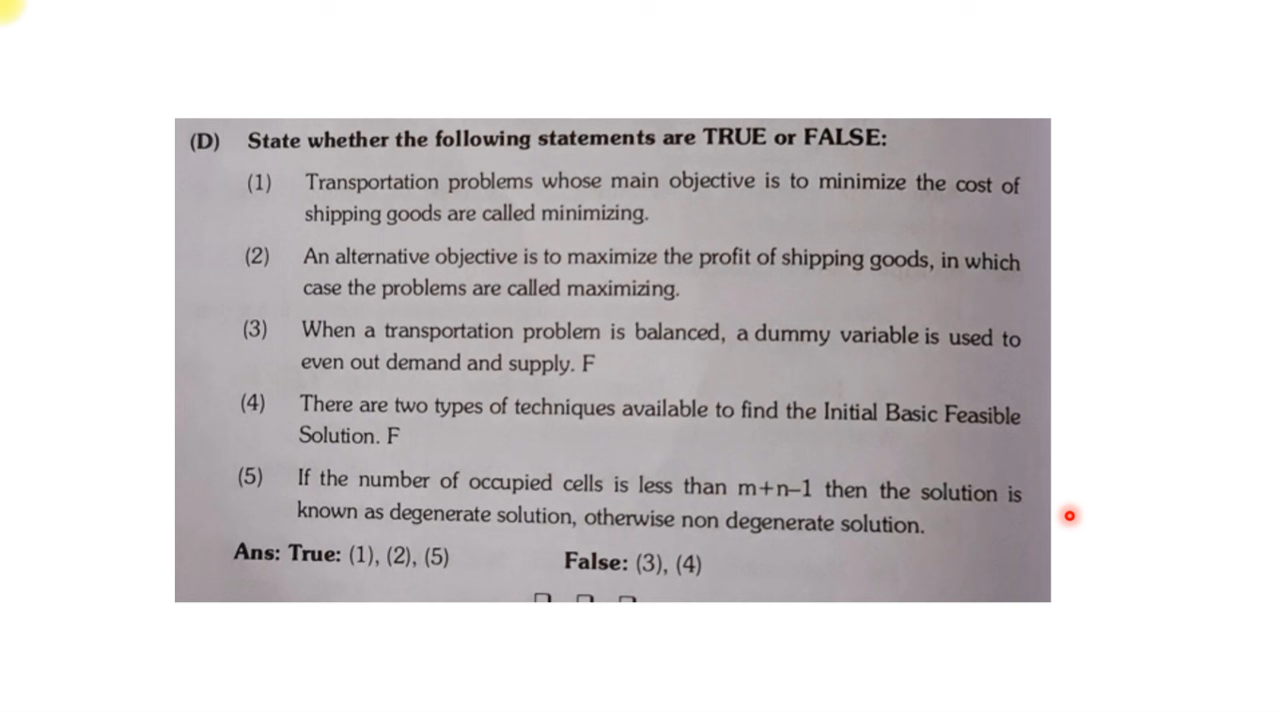 (D) State whether the following statements are TRUE or FALSE:
(1) Transportation problems whose main objective is to minimize the cost of
shipping goods are called minimizing.
(2) An alternative objective is to maximize the profit of shipping goods, in which
case the problems are called maximizing.
(3) When a transportation problem is balanced, a dummy variable is used to
even out demand and supply. F
(4) There are two types of techniques available to find the Initial Basic Feasible
Solution. F
(5) If the number of occupied cells is less than m+n–1 then the solution is
known as degenerate solution, otherwise non degenerate solution.
Ans: True: (1), (2), (5) False: (3), (4)